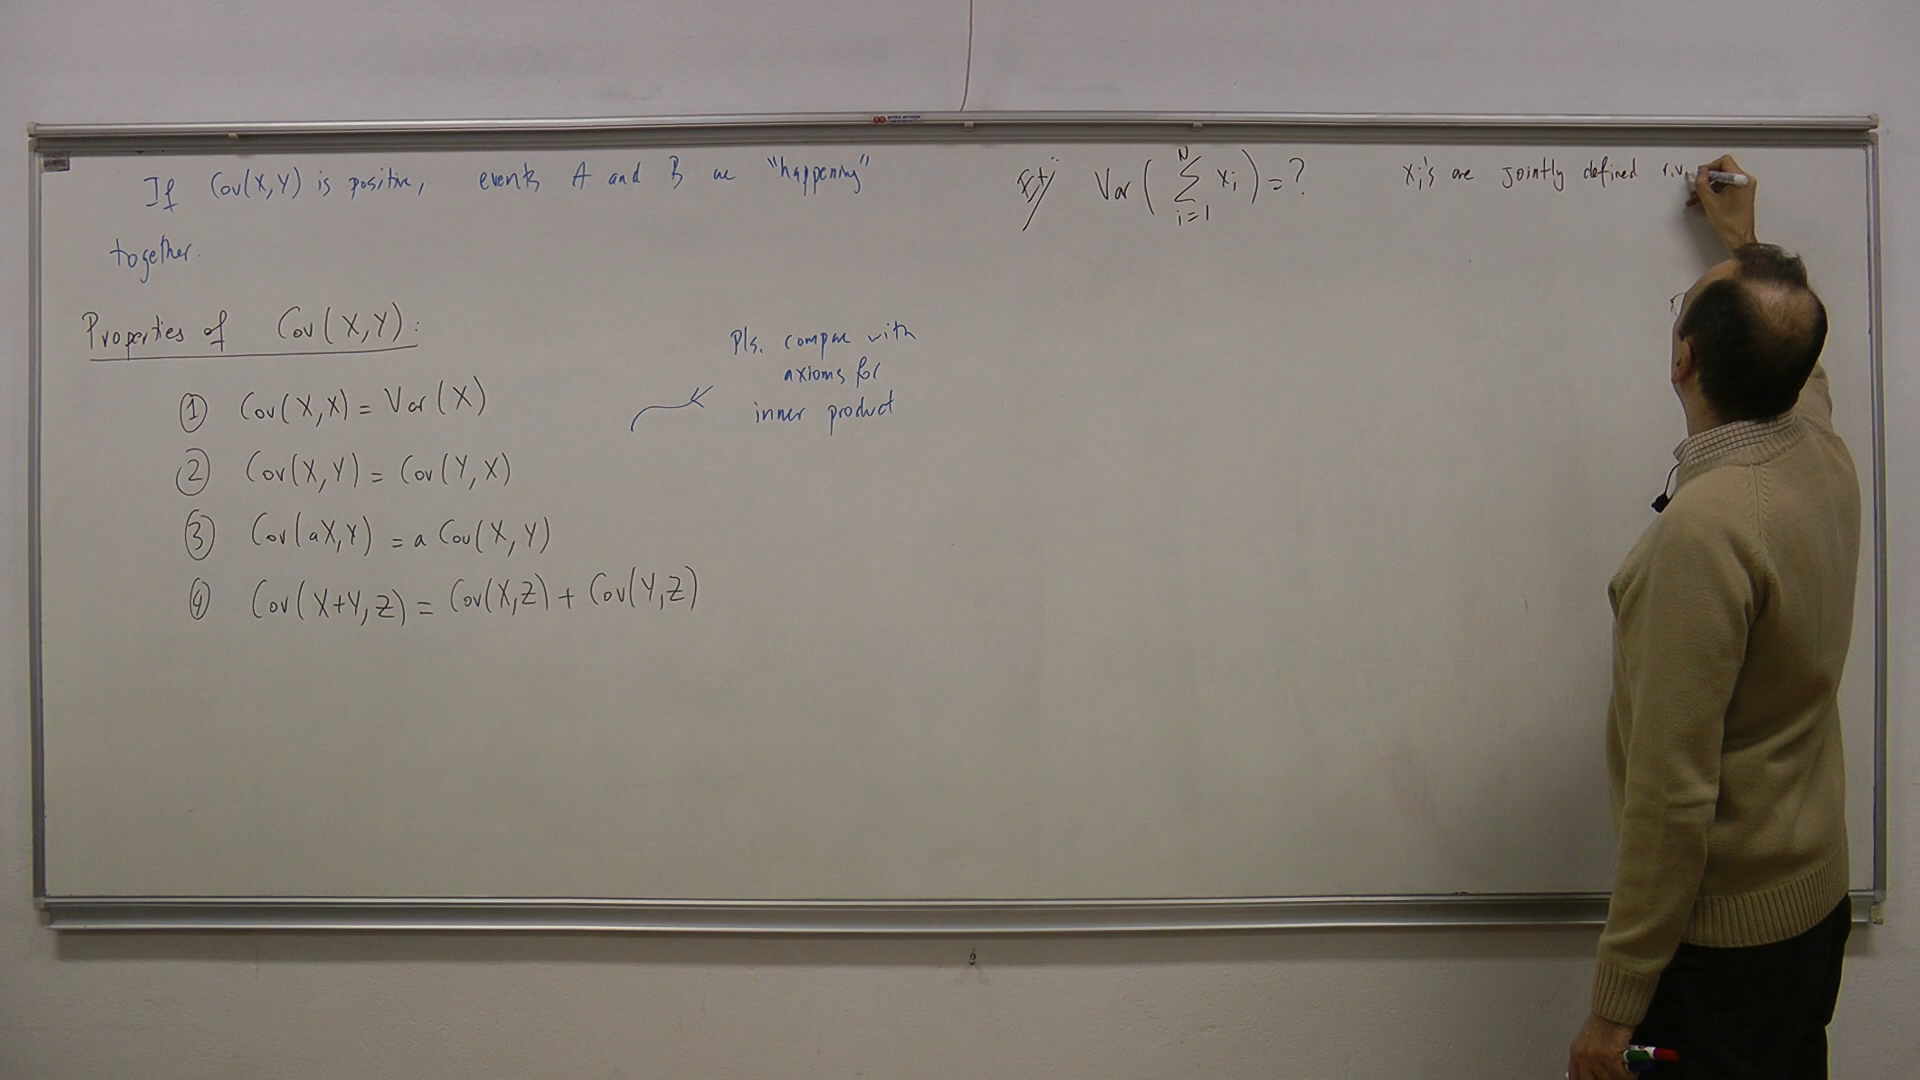 If Cov(X,Y) is positive, events A and B are "happening"
together.
Properties of Cov(X,Y):
① Cov(X,X) = Var(X)
② Cov(X,Y) = Cov(Y,X)
③ Cov(aX,Y) = a Cov(X,Y)
④ Cov(X+Y,Z) = Cov(X,Z) + Cov(Y,Z)
Pls. compare with
axioms for
inner product
Ex/ Var( N ∑ i=1 Xi ) = ? Xi's are jointly defined r.v.